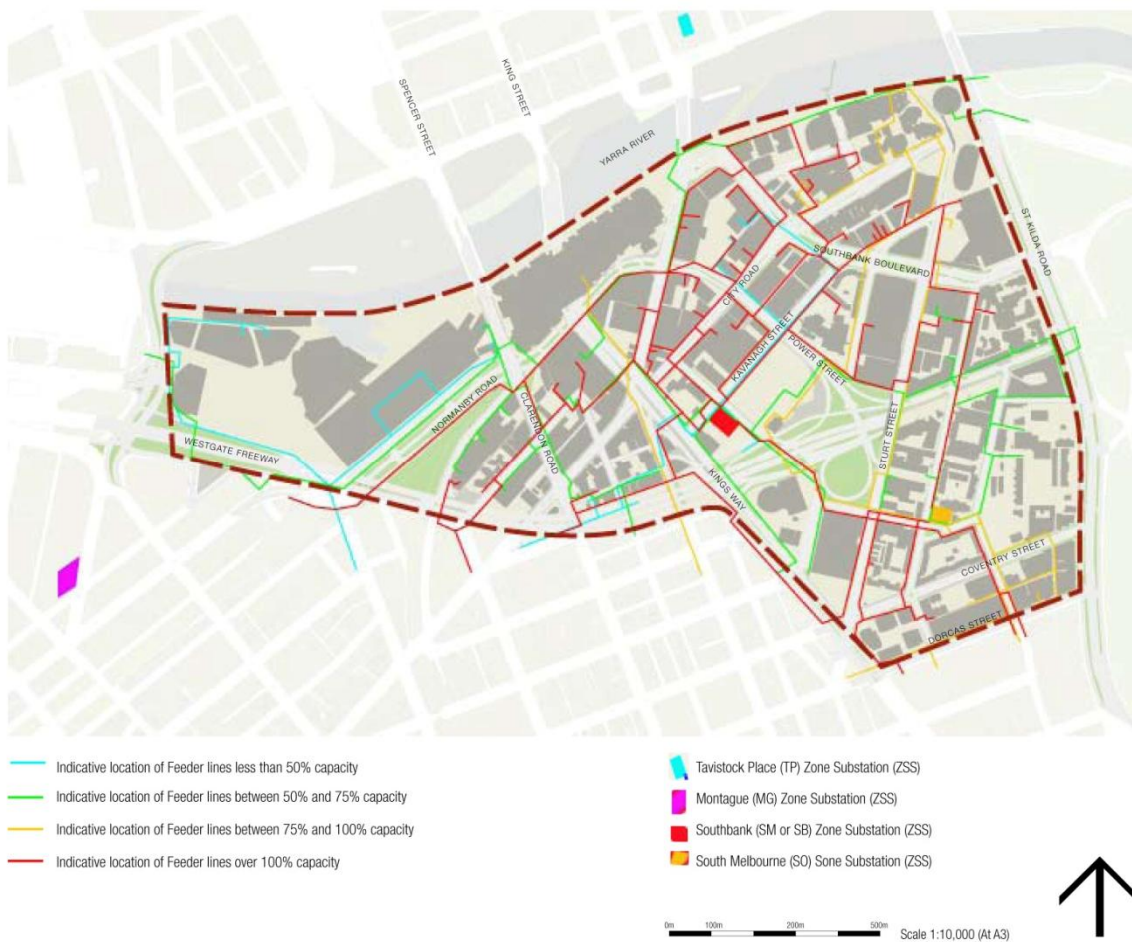 KING STREET
SPENCER STREET
YARRA RIVER
ST KILDA ROAD
SOUTHBANK BOULEVARD
CITY ROAD
KAVANAGH STREET
POWER STREET
NORMANBY ROAD
CLARENDON ROAD
STURT STREET
WESTGATE FREEWAY
KINGS WAY
COVENTRY STREET
DORCAS STREET
Indicative location of Feeder lines less than 50% capacity
Indicative location of Feeder lines between 50% and 75% capacity
Indicative location of Feeder lines between 75% and 100% capacity
Indicative location of Feeder lines over 100% capacity
Tavistock Place (TP) Zone Substation (ZSS)
Montague (MG) Zone Substation (ZSS)
Southbank (SM or SB) Zone Substation (ZSS)
South Melbourne (SO) Sone Substation (ZSS)
0m 100m 200m 500m
Scale 1:10,000 (At A3)